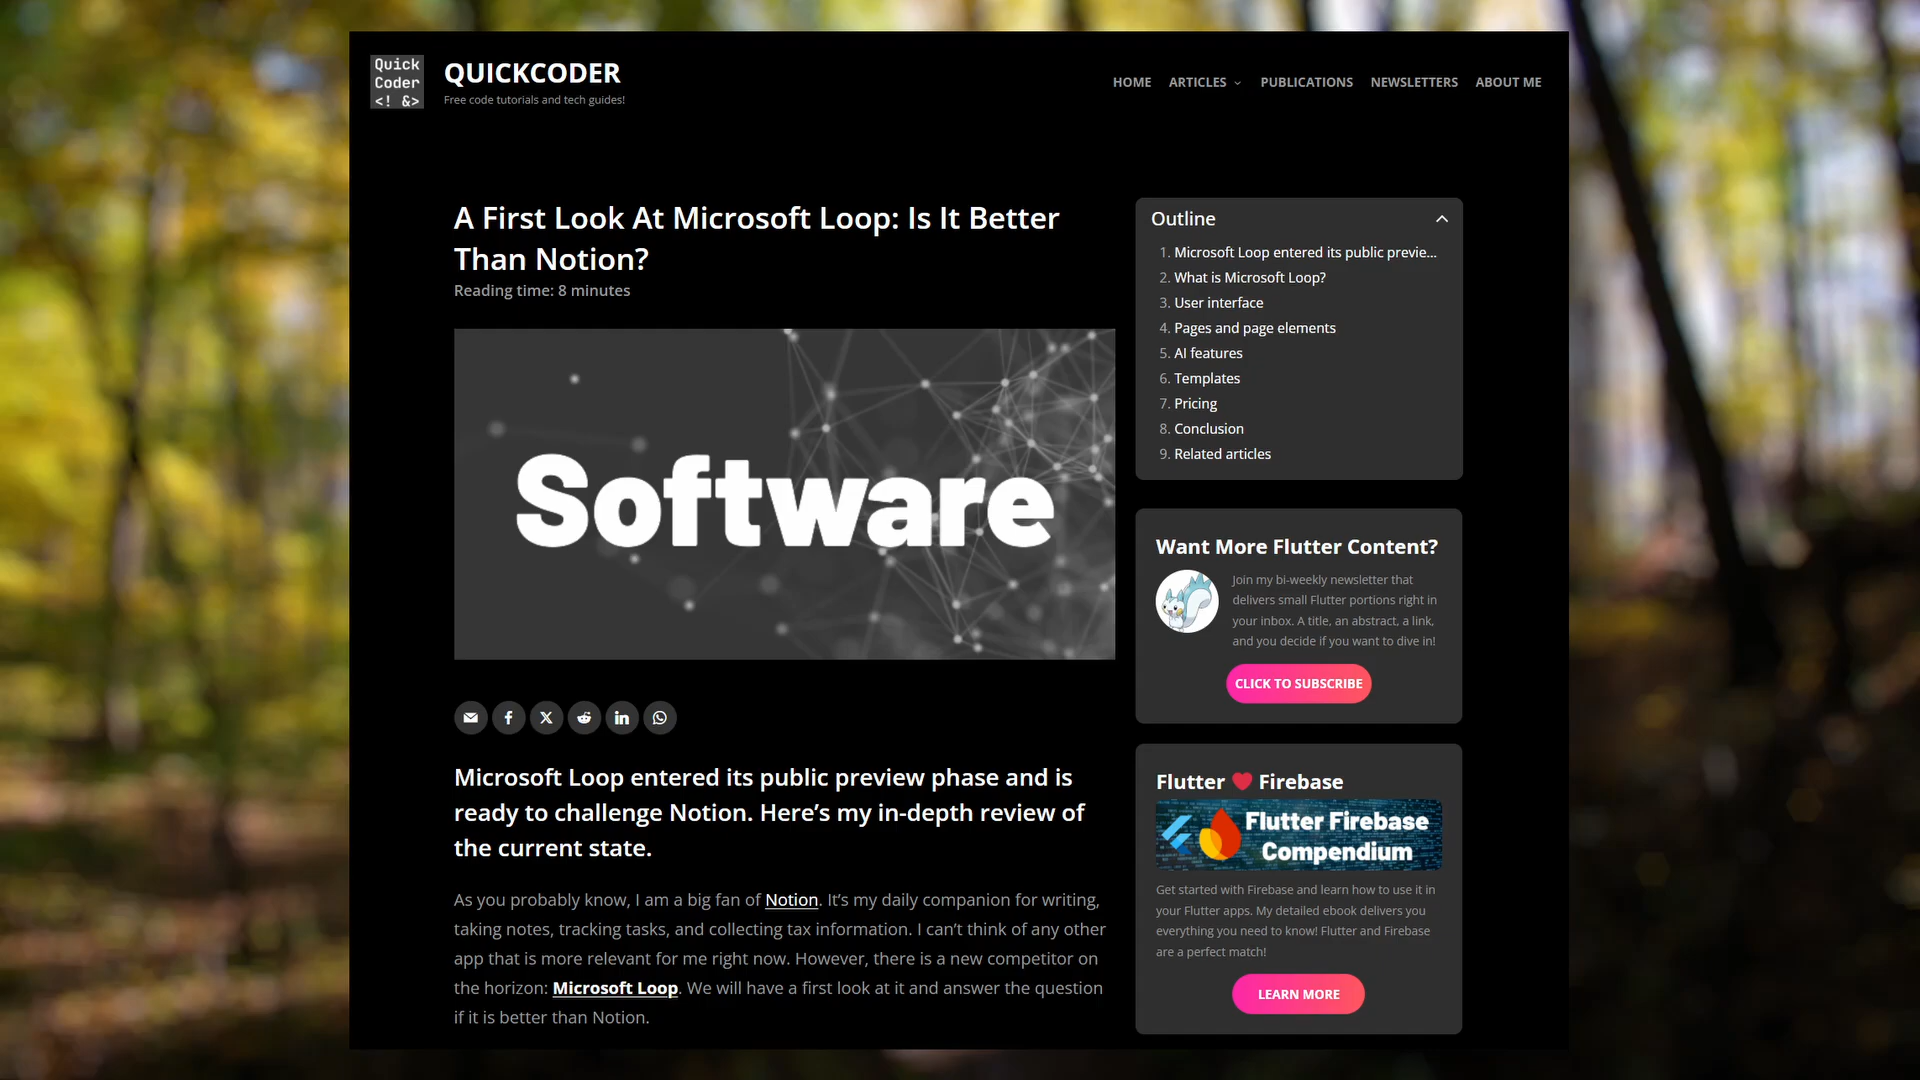 Quick
Coder
<! &>
QUICKCODER
Free code tutorials and tech guides!
HOME
ARTICLES
PUBLICATIONS
NEWSLETTERS
ABOUT ME
A First Look At Microsoft Loop: Is It Better
Than Notion?
Reading time: 8 minutes
Software
Microsoft Loop entered its public preview phase and is
ready to challenge Notion. Here’s my in-depth review of
the current state.
As you probably know, I am a big fan of Notion. It’s my daily companion for writing,
taking notes, tracking tasks, and collecting tax information. I can’t think of any other
app that is more relevant for me right now. However, there is a new competitor on
the horizon: Microsoft Loop. We will have a first look at it and answer the question
if it is better than Notion.
Outline
1. Microsoft Loop entered its public previe...
2. What is Microsoft Loop?
3. User interface
4. Pages and page elements
5. AI features
6. Templates
7. Pricing
8. Conclusion
9. Related articles
Want More Flutter Content?
Join my bi-weekly newsletter that
delivers small Flutter portions right in
your inbox. A title, an abstract, a link,
and you decide if you want to dive in!
CLICK TO SUBSCRIBE
Flutter ❤️ Firebase
Flutter Firebase
Compendium
Get started with Firebase and learn how to use it in
your Flutter apps. My detailed ebook delivers you
everything you need to know! Flutter and Firebase
are a perfect match!
LEARN MORE